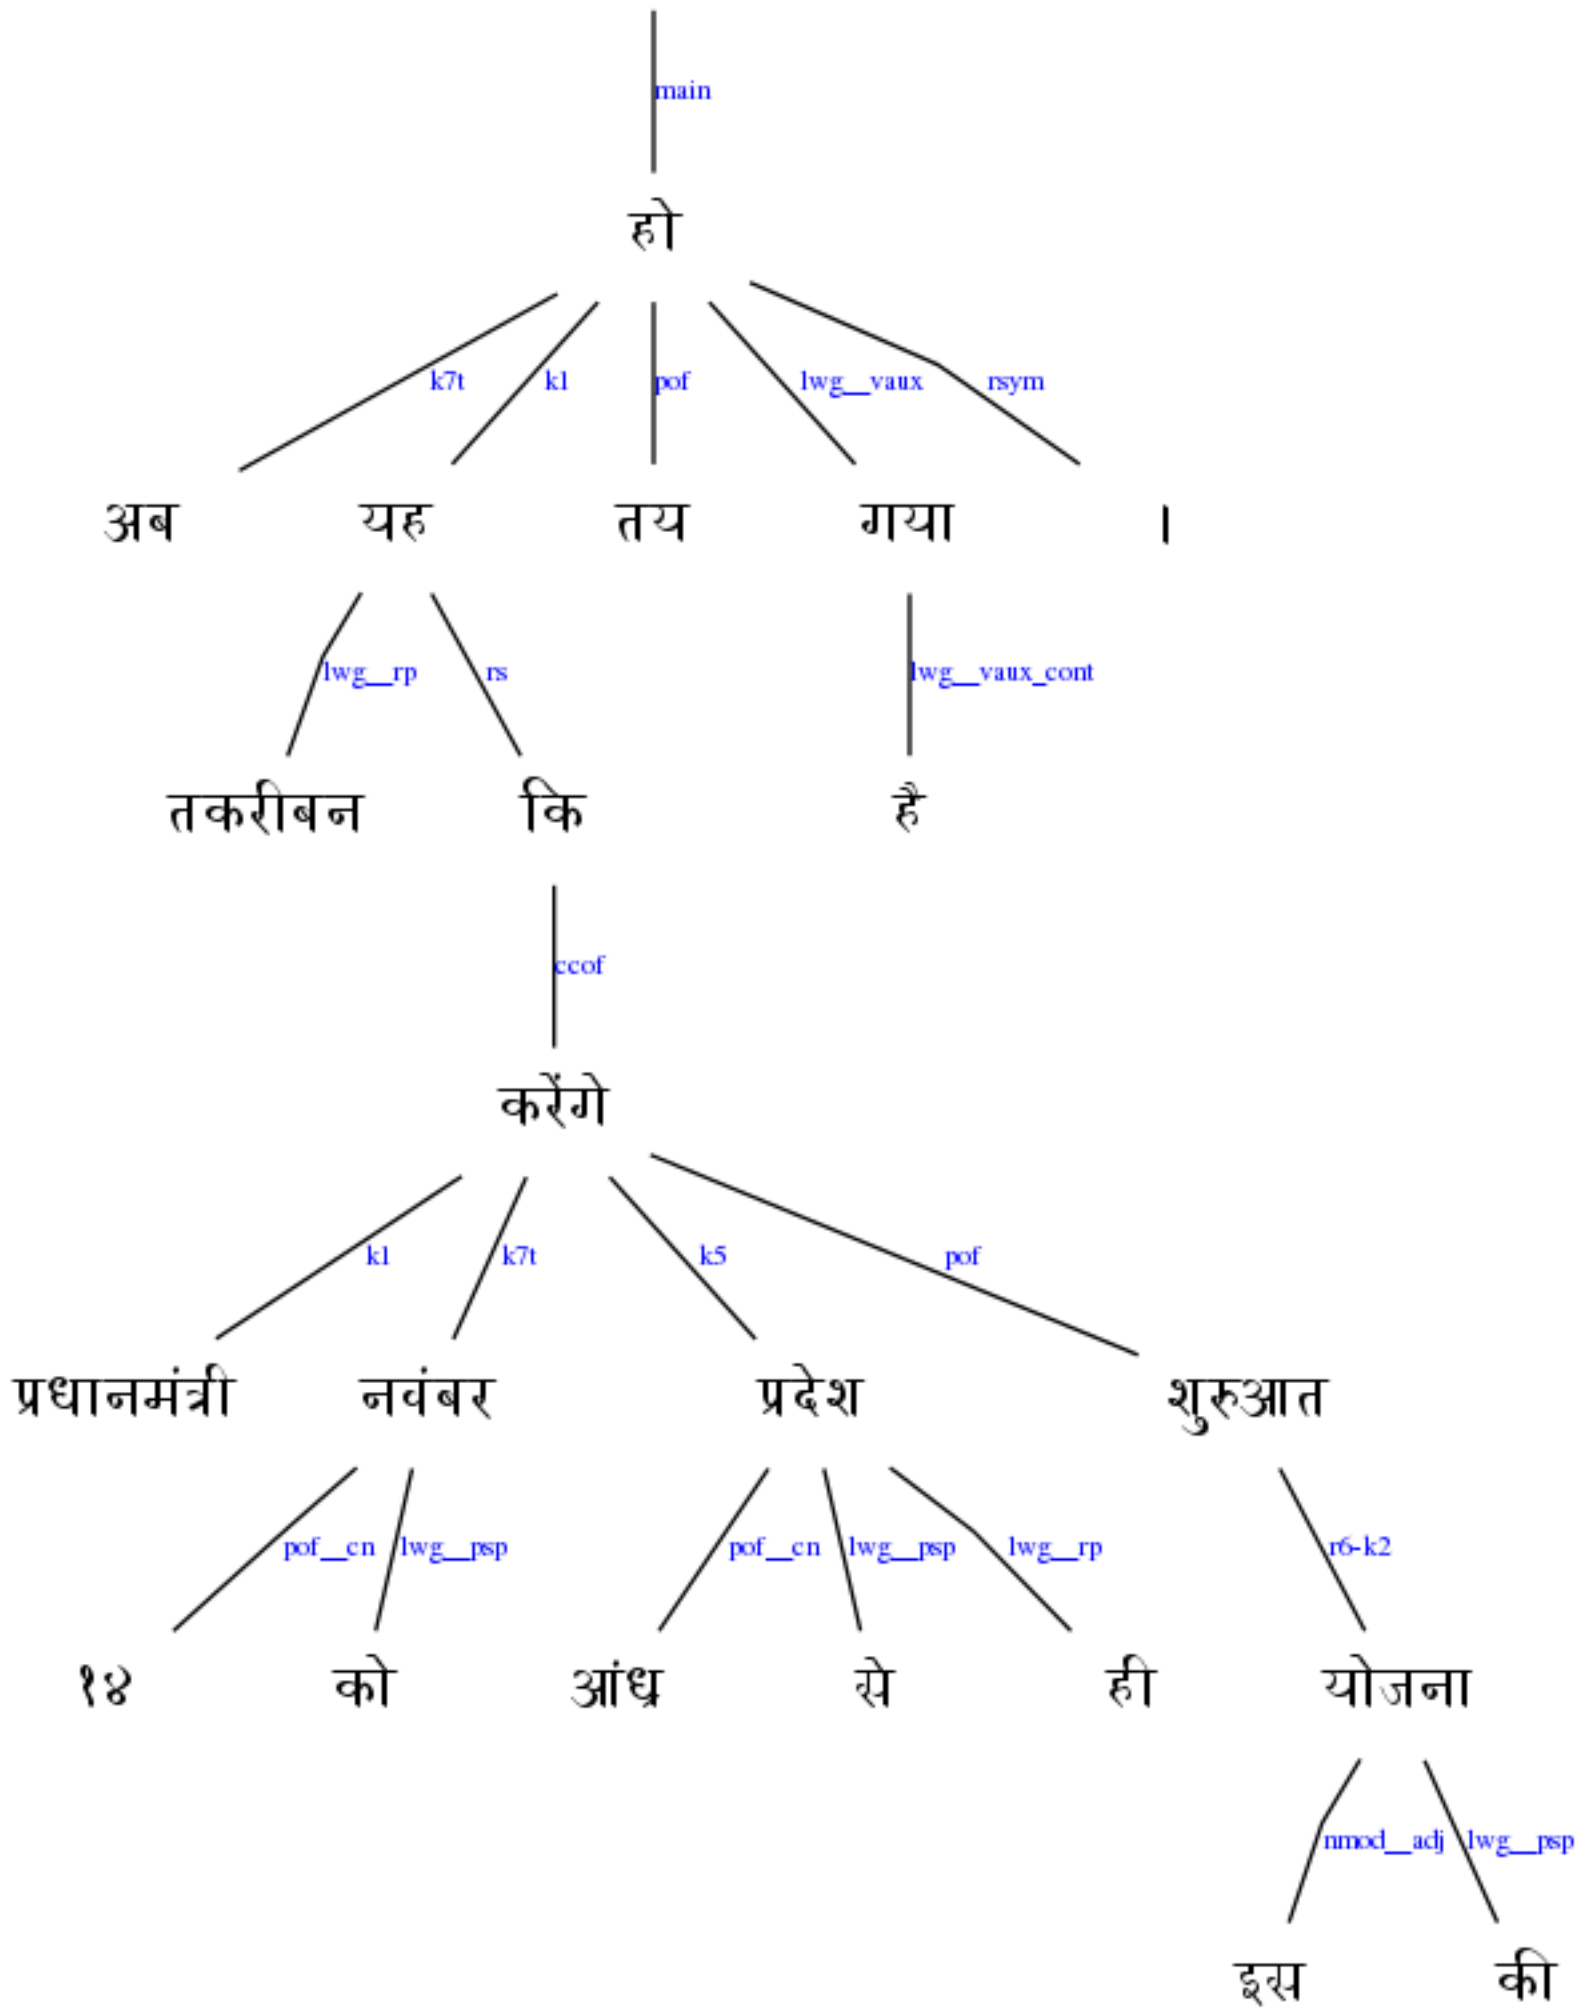 main
हो
k7t k1 pof lwg__vaux rsym
अब यह तय गया ।
lwg__rp rs lwg__vaux_cont
तकरीबन कि है
ccof
करेंगे
k1 k7t k5 pof
प्रधानमंत्री नवंबर प्रदेश शुरुआत
pof__cn lwg__psp pof__cn lwg__psp lwg__rp r6-k2
१४ को आंध्र से ही योजना
nmod__adj lwg__psp
इस की